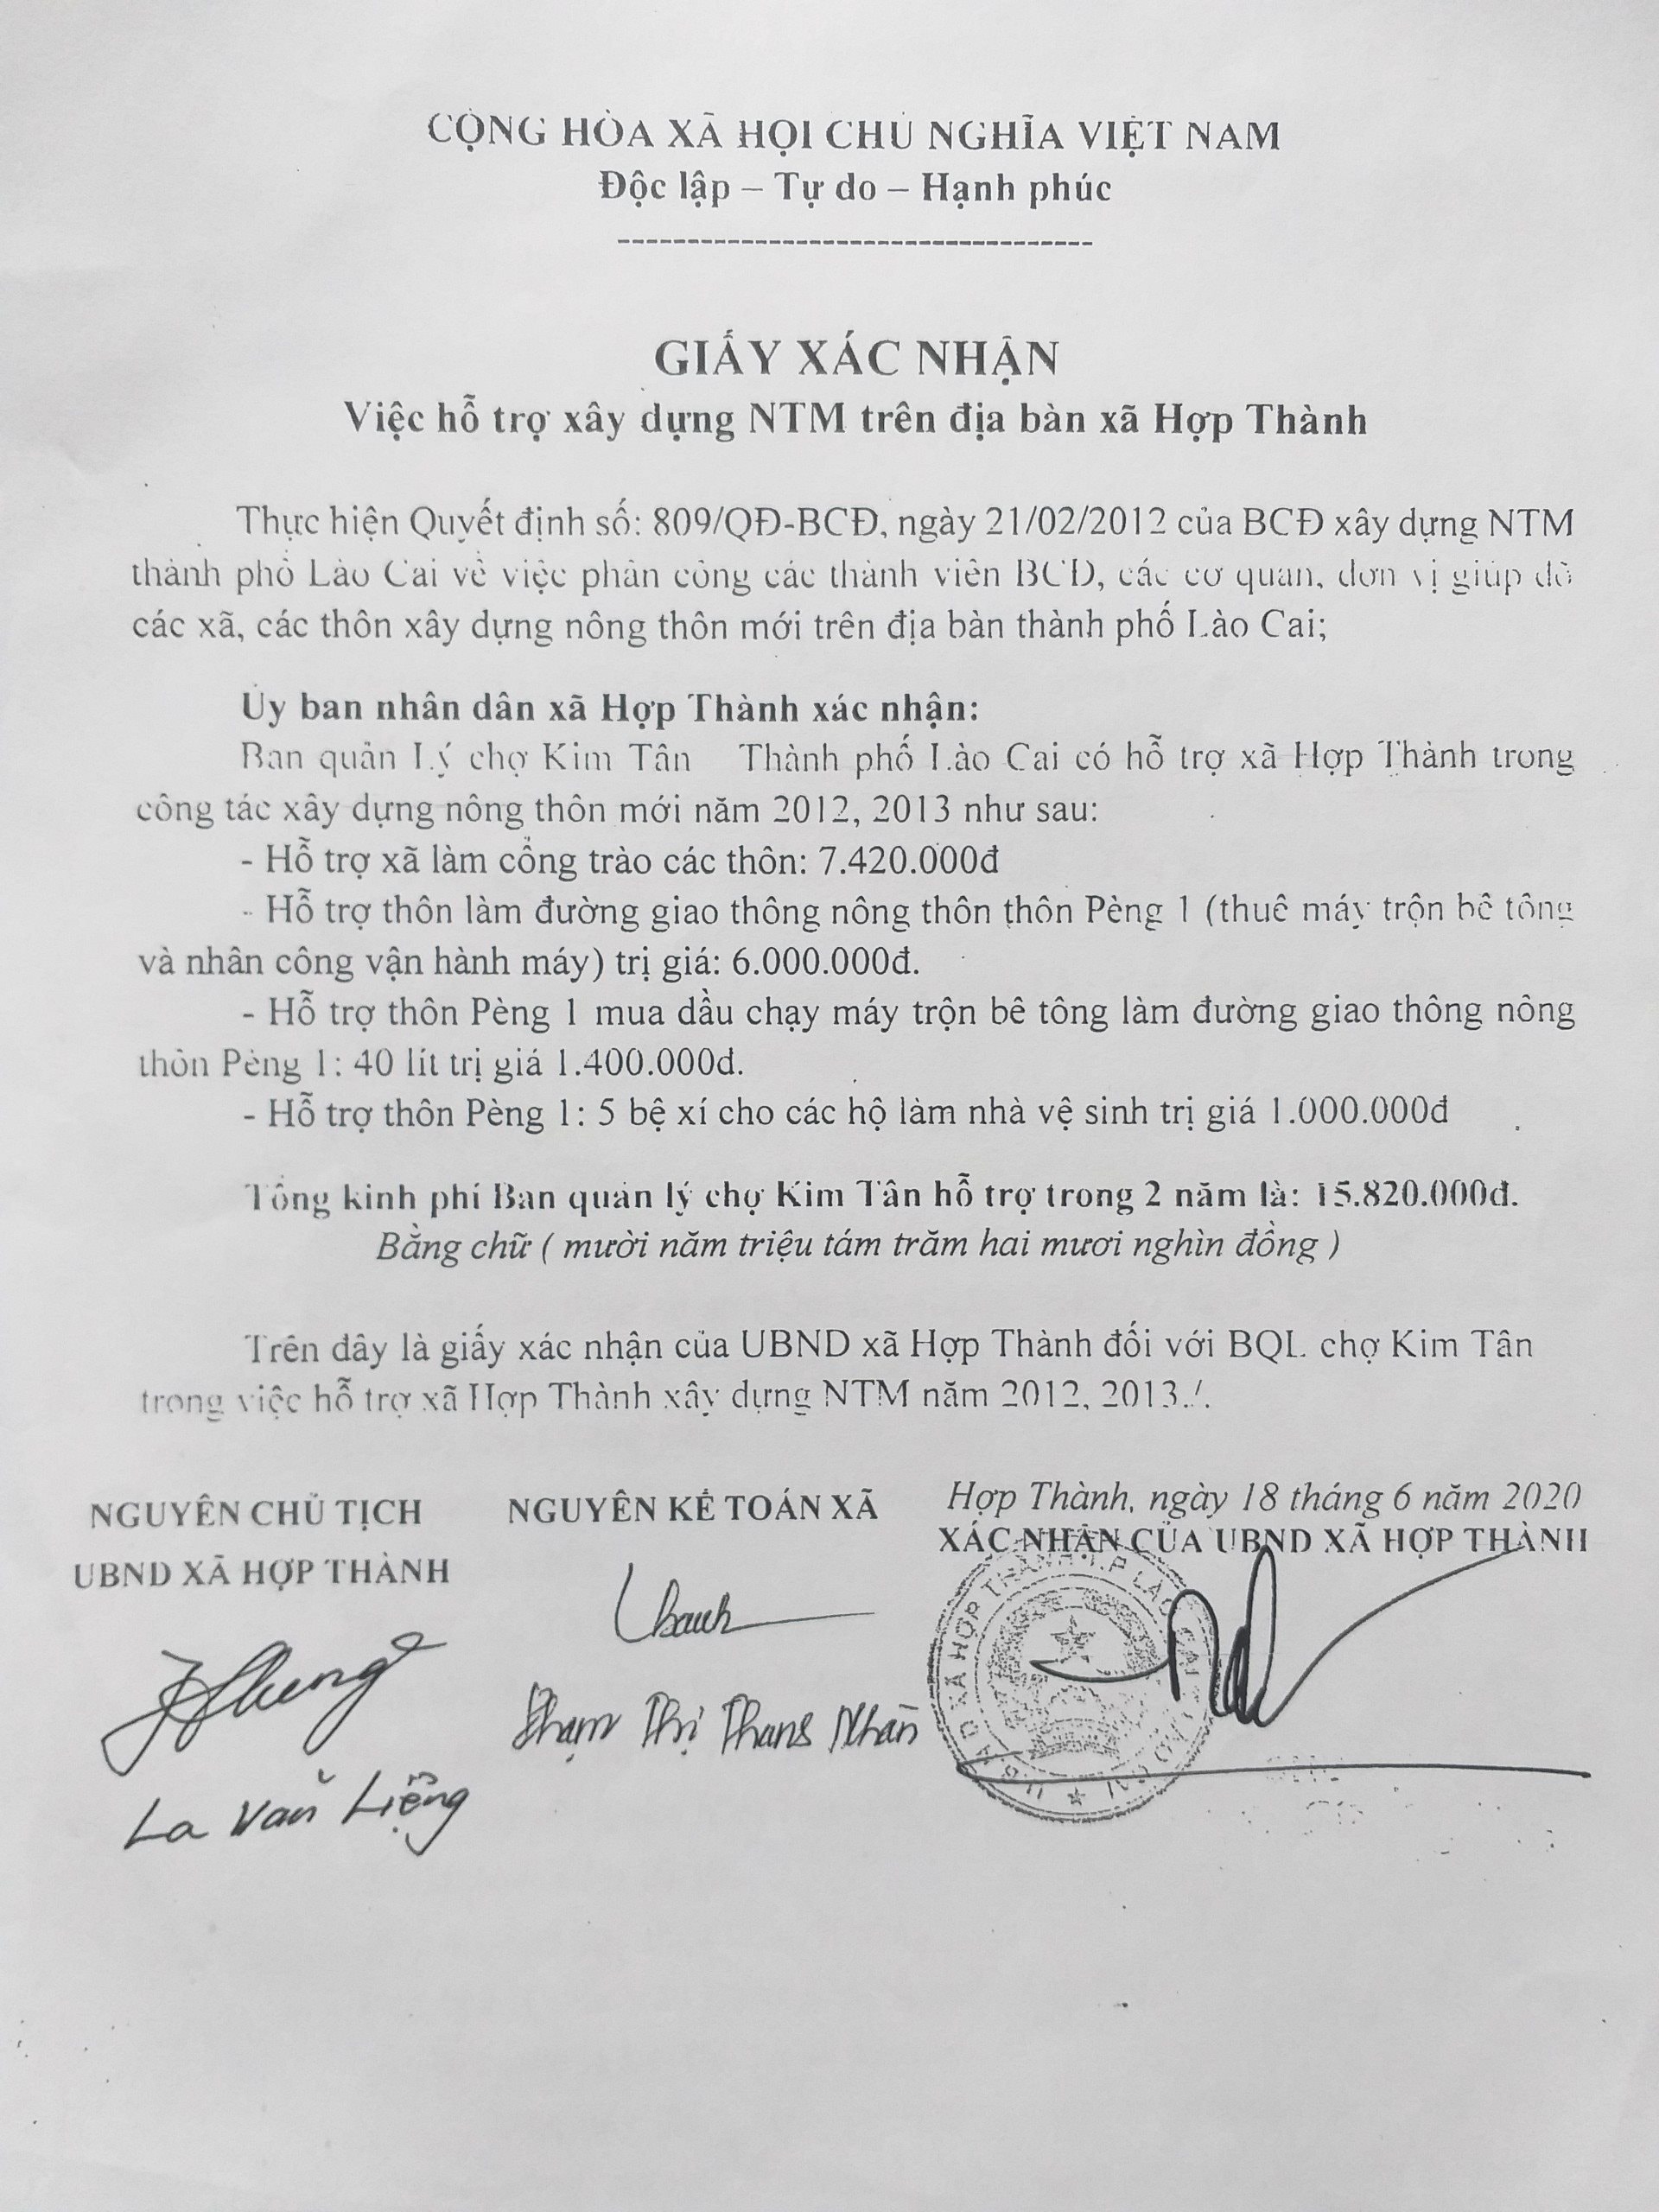 CỘNG HÒA XÃ HỘI CHỦ NGHĨA VIỆT NAM
Độc lập – Tự do – Hạnh phúc
-----------------------------------
GIẤY XÁC NHẬN
Việc hỗ trợ xây dựng NTM trên địa bàn xã Hợp Thành
Thực hiện Quyết định số: 809/QĐ-BCĐ, ngày 21/02/2012 của BCĐ xây dựng NTM
thành phố Lào Cai về việc phân công các thành viên BCĐ, các cơ quan, đơn vị giúp đỡ
các xã, các thôn xây dựng nông thôn mới trên địa bàn thành phố Lào Cai;
Ủy ban nhân dân xã Hợp Thành xác nhận:
Ban quản Lý chợ Kim Tân Thành phố Lào Cai có hỗ trợ xã Hợp Thành trong
công tác xây dựng nông thôn mới năm 2012, 2013 như sau:
- Hỗ trợ xã làm cổng trào các thôn: 7.420.000đ
- Hỗ trợ thôn làm đường giao thông nông thôn thôn Pèng 1 (thuê máy trộn bê tông
và nhân công vận hành máy) trị giá: 6.000.000đ.
- Hỗ trợ thôn Pèng 1 mua dầu chạy máy trộn bê tông làm đường giao thông nông
thôn Pèng 1: 40 lít trị giá 1.400.000đ.
- Hỗ trợ thôn Pèng 1: 5 bệ xí cho các hộ làm nhà vệ sinh trị giá 1.000.000đ
Tổng kinh phí Ban quản lý chợ Kim Tân hỗ trợ trong 2 năm là: 15.820.000đ.
Bằng chữ ( mười năm triệu tám trăm hai mươi nghìn đồng )
Trên đây là giấy xác nhận của UBND xã Hợp Thành đối với BQL chợ Kim Tân
trong việc hỗ trợ xã Hợp Thành xây dựng NTM năm 2012, 2013./.
Hợp Thành, ngày 18 tháng 6 năm 2020
NGUYÊN CHỦ TỊCH
UBND XÃ HỢP THÀNH
NGUYÊN KẾ TOÁN XÃ
XÁC NHẬN CỦA UBND XÃ HỢP THÀNH
La Văn Liệng
Phạm Thị Thanh Nhàn
U.B.N.D XÃ HỢP THÀNH T.P LÀO CAI